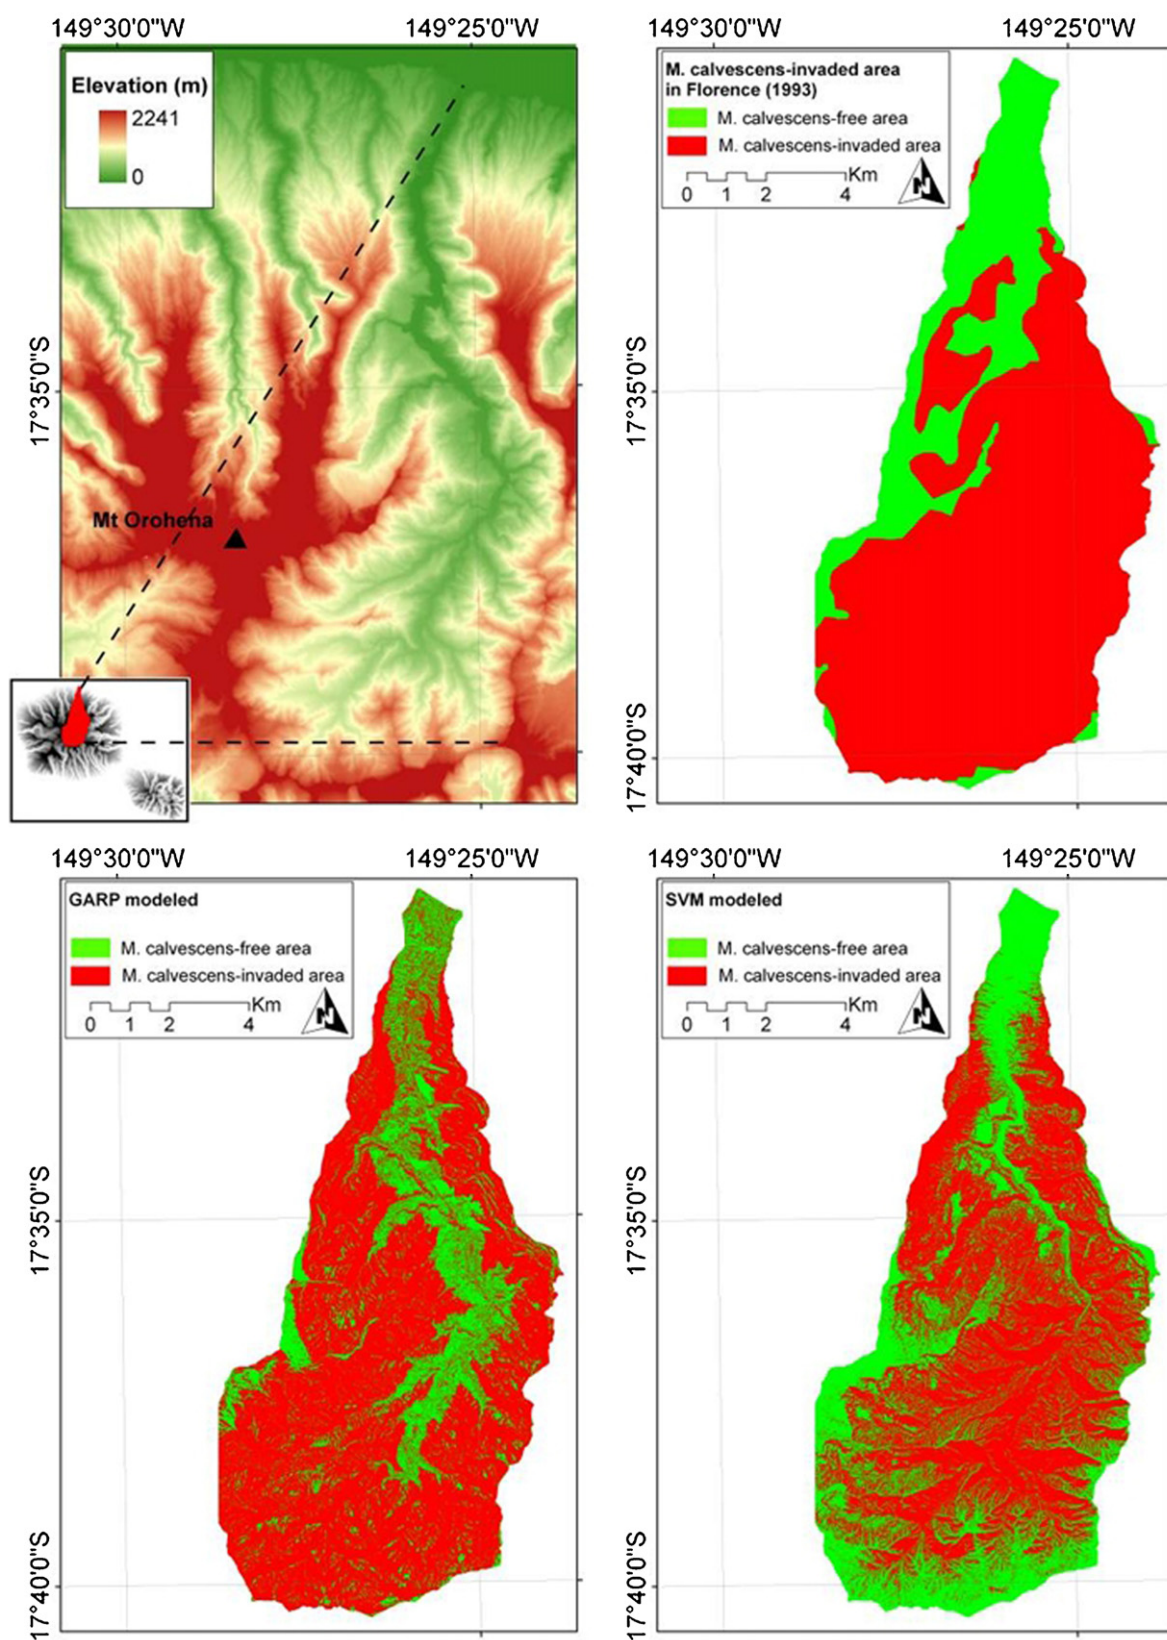 149°30'0"W 149°25'0"W 149°30'0"W 149°25'0"W
Elevation (m)
2241
0
17°35'0"S
Mt Orohena
M. calvescens-invaded area
in Florence (1993)
M. calvescens-free area
M. calvescens-invaded area
Km
0 1 2 4
N
17°35'0"S
17°40'0"S
149°30'0"W 149°25'0"W 149°30'0"W 149°25'0"W
GARP modeled
M. calvescens-free area
M. calvescens-invaded area
Km
0 1 2 4
N
17°35'0"S
17°40'0"S
SVM modeled
M. calvescens-free area
M. calvescens-invaded area
Km
0 1 2 4
N
17°35'0"S
17°40'0"S